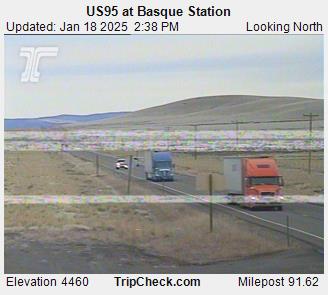 US95 at Basque Station
Updated: Jan 18 2025 2:38 PM Looking North
Elevation 4460 TripCheck.com Milepost 91.62